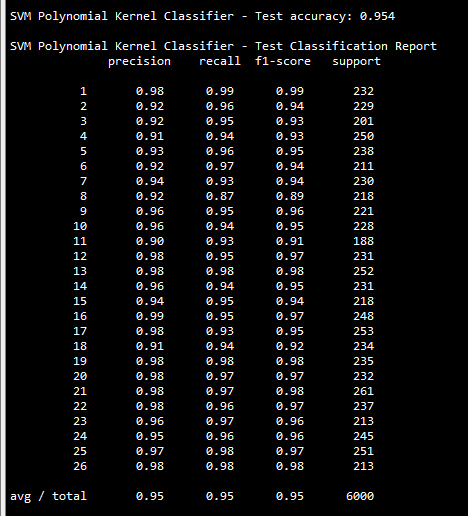 SVM Polynomial Kernel Classifier - Test accuracy: 0.954
SVM Polynomial Kernel Classifier - Test Classification Report
precision recall f1-score support
1 0.98 0.99 0.99 232
2 0.92 0.96 0.94 229
3 0.92 0.95 0.93 201
4 0.91 0.94 0.93 250
5 0.93 0.96 0.95 238
6 0.92 0.97 0.94 211
7 0.94 0.93 0.94 230
8 0.92 0.87 0.89 218
9 0.96 0.95 0.96 221
10 0.96 0.94 0.95 228
11 0.90 0.93 0.91 188
12 0.98 0.95 0.97 231
13 0.98 0.98 0.98 252
14 0.96 0.94 0.95 231
15 0.94 0.95 0.94 218
16 0.99 0.95 0.97 248
17 0.98 0.93 0.95 253
18 0.91 0.94 0.92 234
19 0.98 0.98 0.98 235
20 0.98 0.97 0.97 232
21 0.98 0.97 0.98 261
22 0.98 0.96 0.97 237
23 0.96 0.97 0.96 213
24 0.95 0.96 0.96 245
25 0.97 0.98 0.97 251
26 0.98 0.98 0.98 213
avg / total 0.95 0.95 0.95 6000